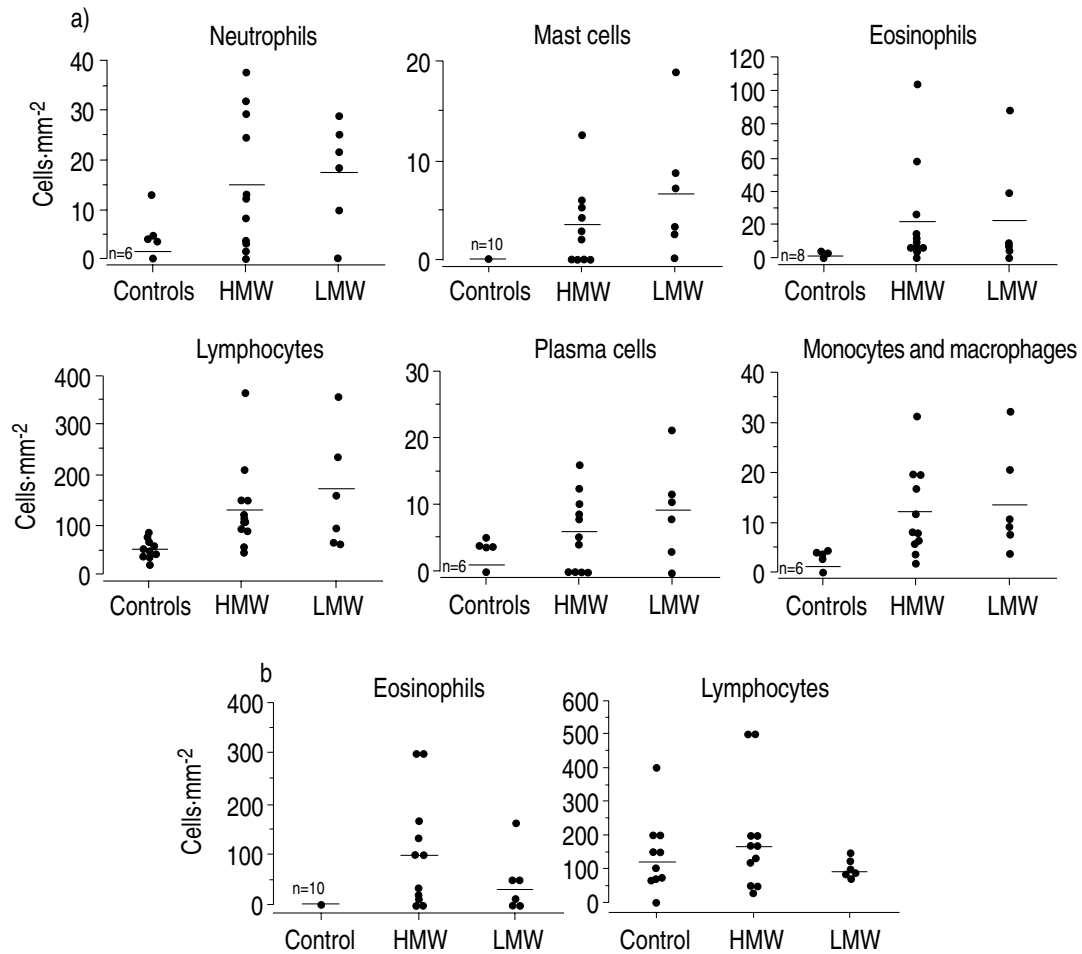 a)
Neutrophils
Mast cells
Eosinophils
Cells·mm-2
40
30
20
10
0
n=6
Controls HMW LMW
20
10
0
n=10
Controls HMW LMW
120
100
80
60
40
20
0
n=8
Controls HMW LMW
Lymphocytes
Plasma cells
Monocytes and macrophages
Cells·mm-2
400
300
200
100
0
Controls HMW LMW
30
20
10
0
n=6
Controls HMW LMW
40
30
20
10
0
n=6
Controls HMW LMW
b
Eosinophils
Lymphocytes
Cells·mm-2
400
300
200
100
0
n=10
Control HMW LMW
600
500
400
300
200
100
0
Control HMW LMW